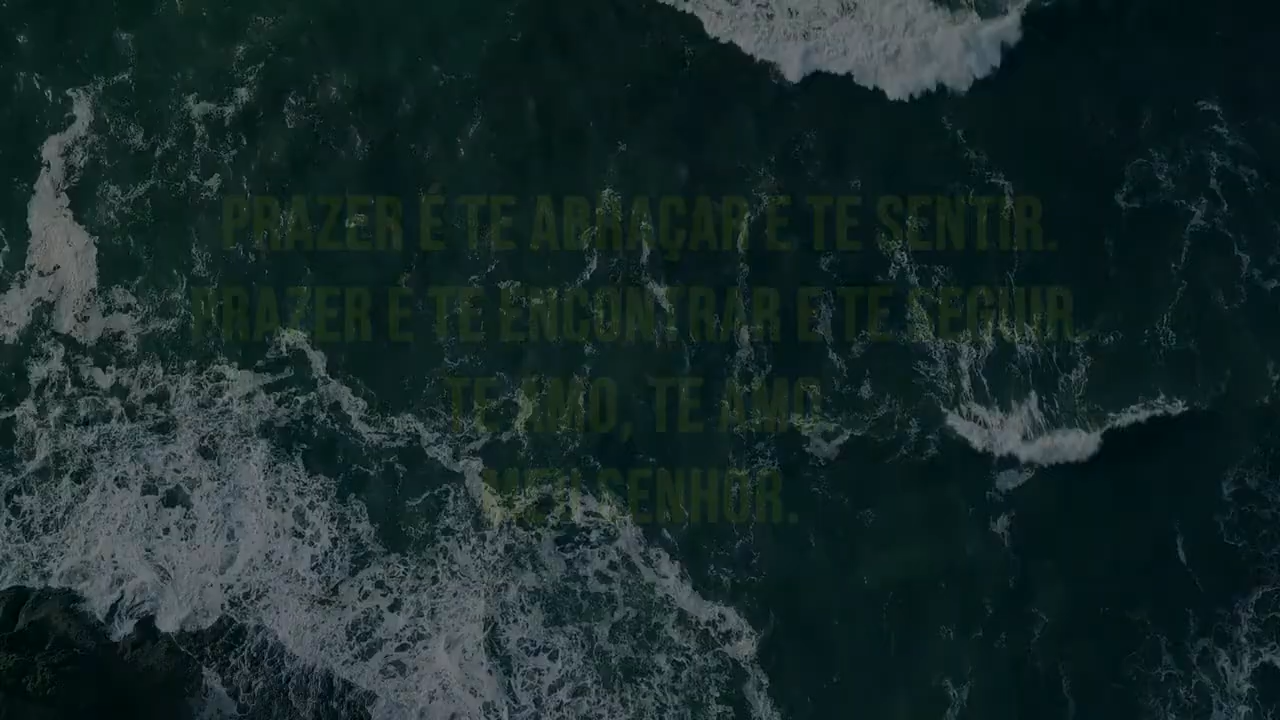 PRAZER É TE ABRAÇAR E TE SENTIR.
PRAZER É TE ENCONTRAR E TE SEGUIR.
TE AMO, TE AMO
MEU SENHOR.